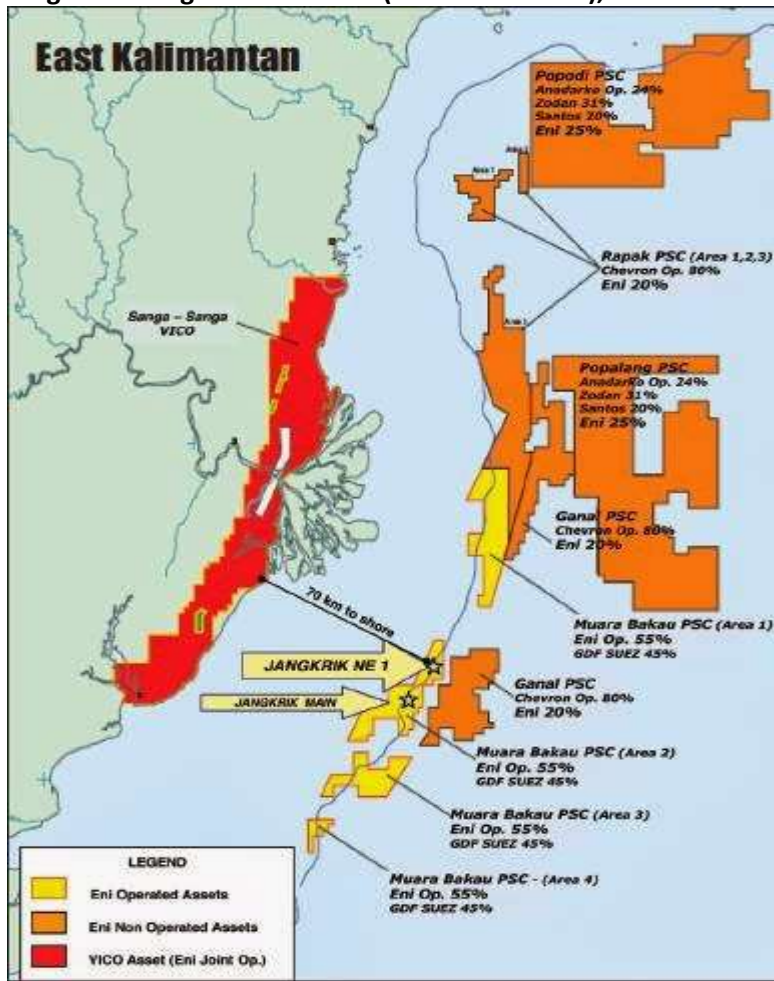 East Kalimantan
Popodi PSC
Anadarko Op. 24%
Zodan 31%
Santos 20%
Eni 25%
Area 1
Rapak PSC (Area 1,2,3)
Chevron Op. 80%
Eni 20%
Sanga - Sanga
VICO
Popalang PSC
Anadarko Op. 24%
Zodan 31%
Santos 20%
Eni 25%
Ganal PSC
Chevron Op. 80%
Eni 20%
70 km to shore
Muara Bakau PSC (Area 1)
Eni Op. 55%
GDF SUEZ 45%
JANGKRIK NE 1
JANGKRIK MAIN
Ganal PSC
Chevron Op. 80%
Eni 20%
Muara Bakau PSC (Area 2)
Eni Op. 55%
GDF SUEZ 45%
Muara Bakau PSC (Area 3)
Eni Op. 55%
GDF SUEZ 45%
Muara Bakau PSC - (Area 4)
Eni Op. 55%
GDF SUEZ 45%
LEGEND
Eni Operated Assets
Eni Non Operated Assets
VICO Asset (Eni Joint Op.)